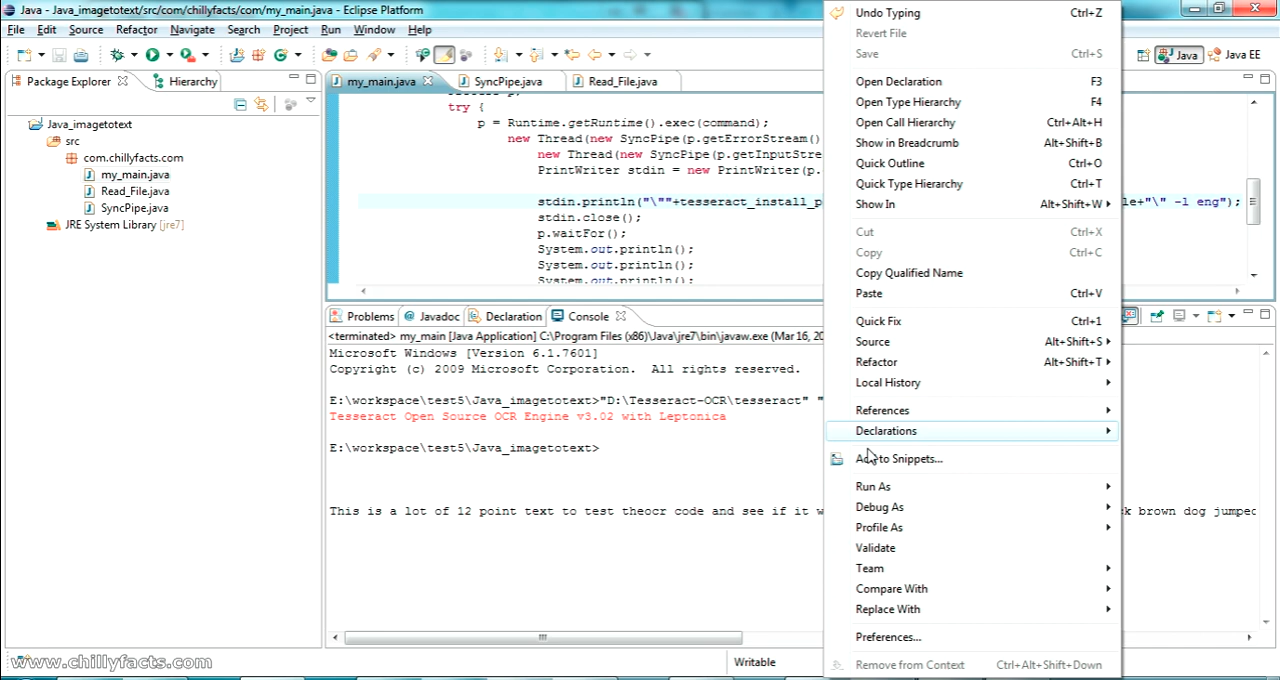 Java - Java_imagetotext/src/com/chillyfacts/com/my_main.java - Eclipse Platform
File Edit Source Refactor Navigate Search Project Run Window Help
Java Java EE
Package Explorer Hierarchy
Java_imagetotext
src
com.chillyfacts.com
my_main.java
Read_File.java
SyncPipe.java
JRE System Library [jre7]
my_main.java SyncPipe.java Read_File.java
try {
p = Runtime.getRuntime().exec(command);
new Thread(new SyncPipe(p.getErrorStream()
new Thread(new SyncPipe(p.getInputStre
PrintWriter stdin = new PrintWriter(p.
stdin.println("\""+tesseract_install_p le+"\" -l eng");
stdin.close();
p.waitFor();
System.out.println();
System.out.println();
System.out.println();
Problems Javadoc Declaration Console
<terminated> my_main [Java Application] C:\Program Files (x86)\Java\jre7\bin\javaw.exe (Mar 16, 20
Microsoft Windows [Version 6.1.7601]
Copyright (c) 2009 Microsoft Corporation. All rights reserved.
E:\workspace\test5\Java_imagetotext>"D:\Tesseract-OCR\tesseract" "
Tesseract Open Source OCR Engine v3.02 with Leptonica
E:\workspace\test5\Java_imagetotext>
This is a lot of 12 point text to test theocr code and see if it w k brown dog jumped
Writable
www.chillyfacts.com
Undo Typing Ctrl+Z
Revert File
Save Ctrl+S
Open Declaration F3
Open Type Hierarchy F4
Open Call Hierarchy Ctrl+Alt+H
Show in Breadcrumb Alt+Shift+B
Quick Outline Ctrl+O
Quick Type Hierarchy Ctrl+T
Show In Alt+Shift+W
Cut Ctrl+X
Copy Ctrl+C
Copy Qualified Name
Paste Ctrl+V
Quick Fix Ctrl+1
Source Alt+Shift+S
Refactor Alt+Shift+T
Local History
References
Declarations
Add to Snippets...
Run As
Debug As
Profile As
Validate
Team
Compare With
Replace With
Preferences...
Remove from Context Ctrl+Alt+Shift+Down